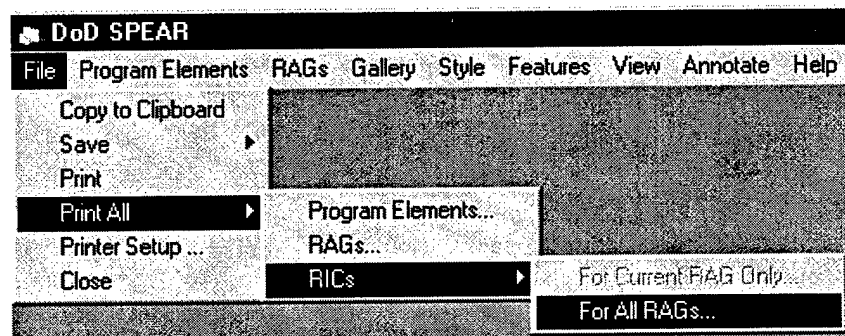 DoD SPEAR
File Program Elements RAGs Gallery Style Features View Annotate Help
Copy to Clipboard
Save
Print
Print All
Printer Setup ...
Close
Program Elements...
RAGs...
RICs
For Current RAG Only...
For All RAGs...